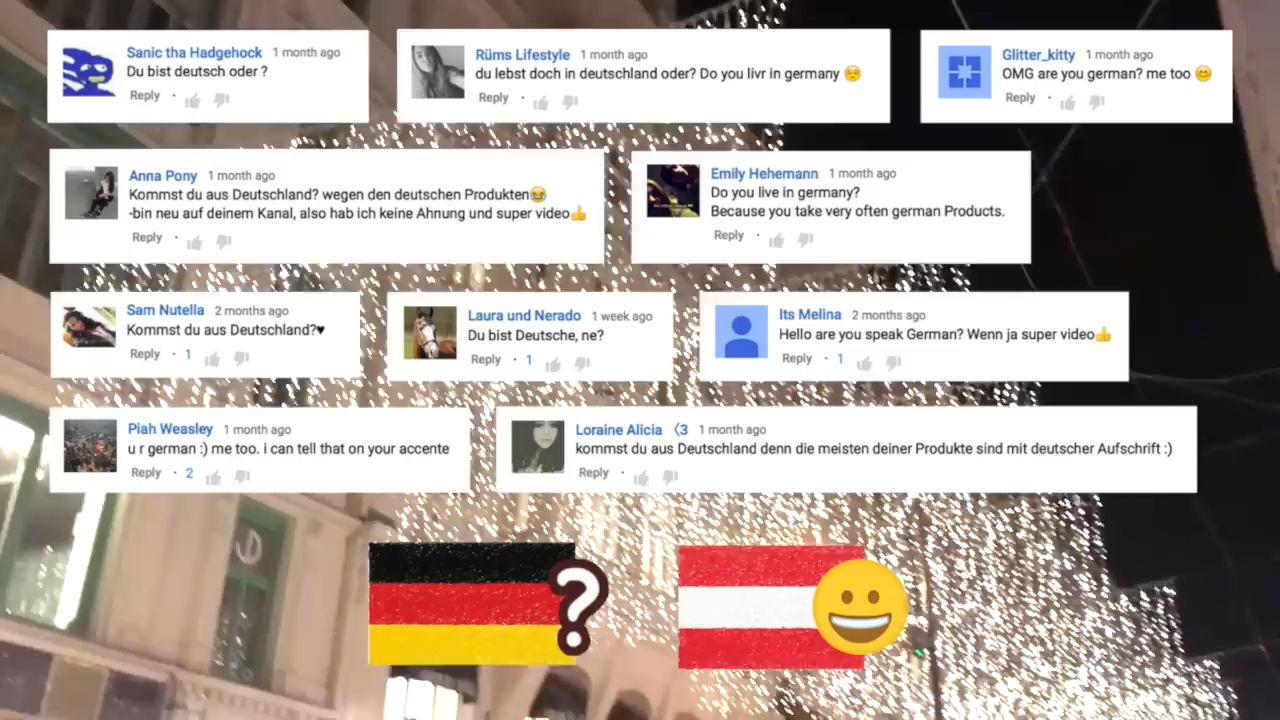 Sanic tha Hadgehock 1 month ago
Du bist deutsch oder ?
Reply
Rüms Lifestyle 1 month ago
du lebst doch in deutschland oder? Do you livr in germany 😌
Reply
Glitter_kitty 1 month ago
OMG are you german? me too 😊
Reply
Anna Pony 1 month ago
Kommst du aus Deutschland? wegen den deutschen Produkten😂
-bin neu auf deinem Kanal, also hab ich keine Ahnung und super video👍
Reply
Emily Hehemann 1 month ago
Do you live in germany?
Because you take very often german Products.
Reply
Sam Nutella 2 months ago
Kommst du aus Deutschland?♥
Reply · 1
Laura und Nerado 1 week ago
Du bist Deutsche, ne?
Reply · 1
Its Melina 2 months ago
Hello are you speak German? Wenn ja super video👍
Reply · 1
Piah Weasley 1 month ago
u r german :) me too. i can tell that on your accente
Reply · 2
Loraine Alicia 〈3 1 month ago
kommst du aus Deutschland denn die meisten deiner Produkte sind mit deutscher Aufschrift :)
Reply
?